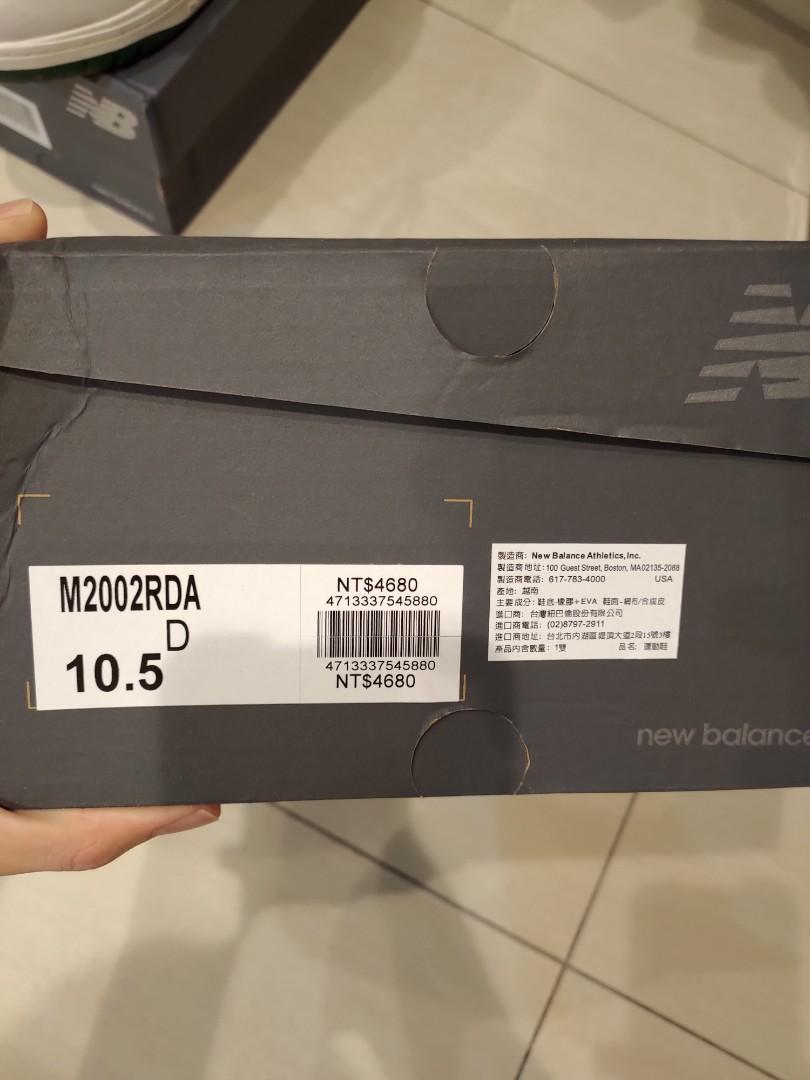 M2002RDA
D
10.5
NT$4680
4713337545880
4713337545880
NT$4680
製造商: New Balance Athletics, Inc.
製造商地址: 100 Guest Street, Boston, MA02135-2088
製造商電話: 617-783-4000 USA
產地: 越南
主要成分: 鞋底-橡膠+EVA 鞋面-網布/合成皮
進口商: 台灣紐巴倫股份有限公司
進口商電話: (02)8797-2911
進口商地址: 台北市內湖區堤頂大道2段15號3樓
產品內含數量: 1雙 品名: 運動鞋
new balance